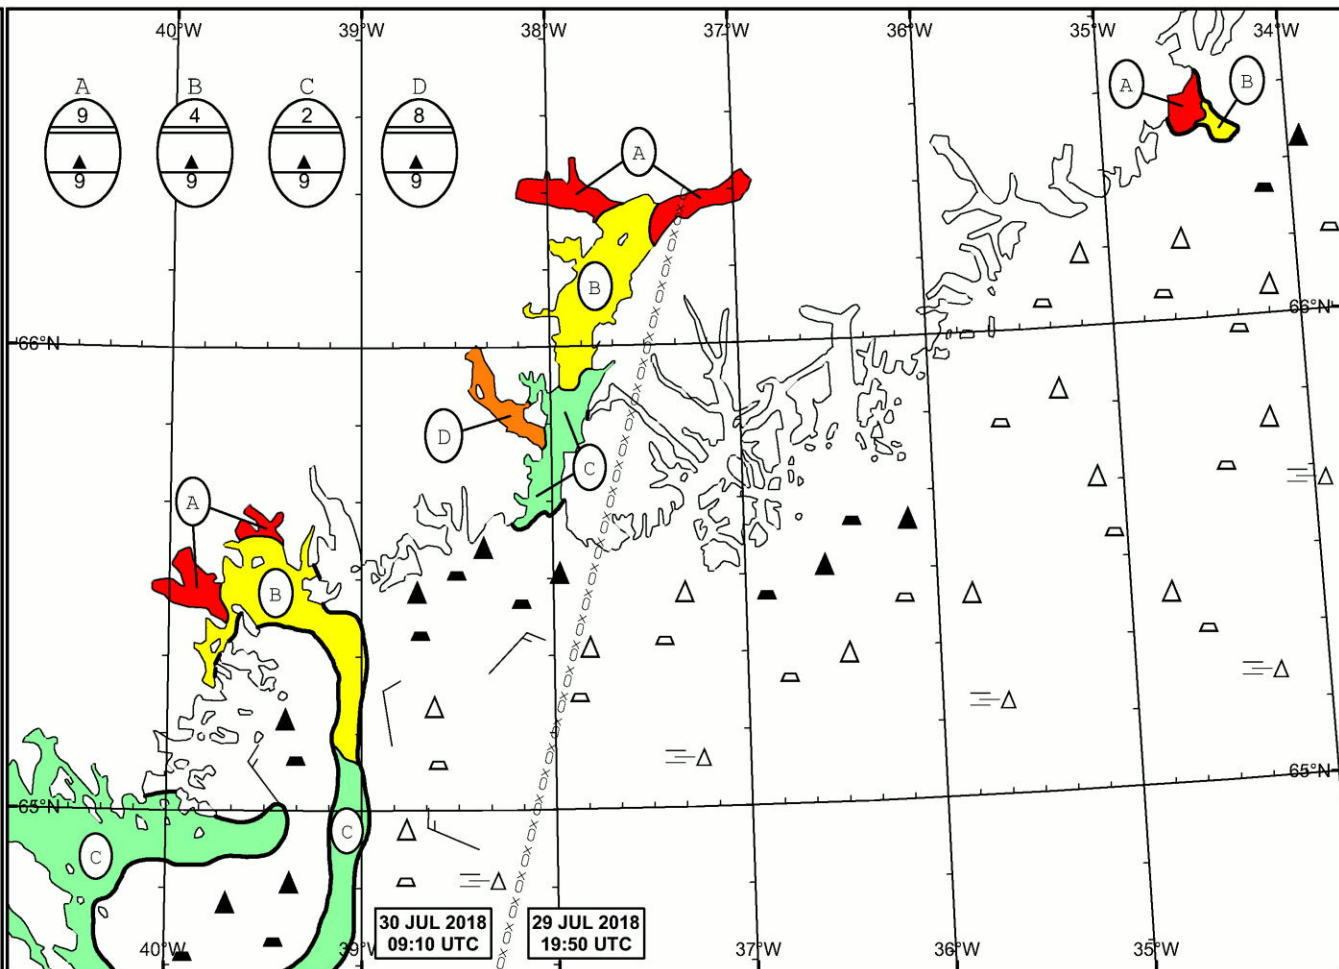 40°W 39°W 38°W 37°W 36°W 35°W 34°W
A B C D
9 4 2 8
9 9 9 9
A B
A
B
66°N 66°N
D
C
A
B
65°N
65°N
C
C
30 JUL 2018
09:10 UTC
29 JUL 2018
19:50 UTC
40°W 39°W 37°W 36°W 35°W